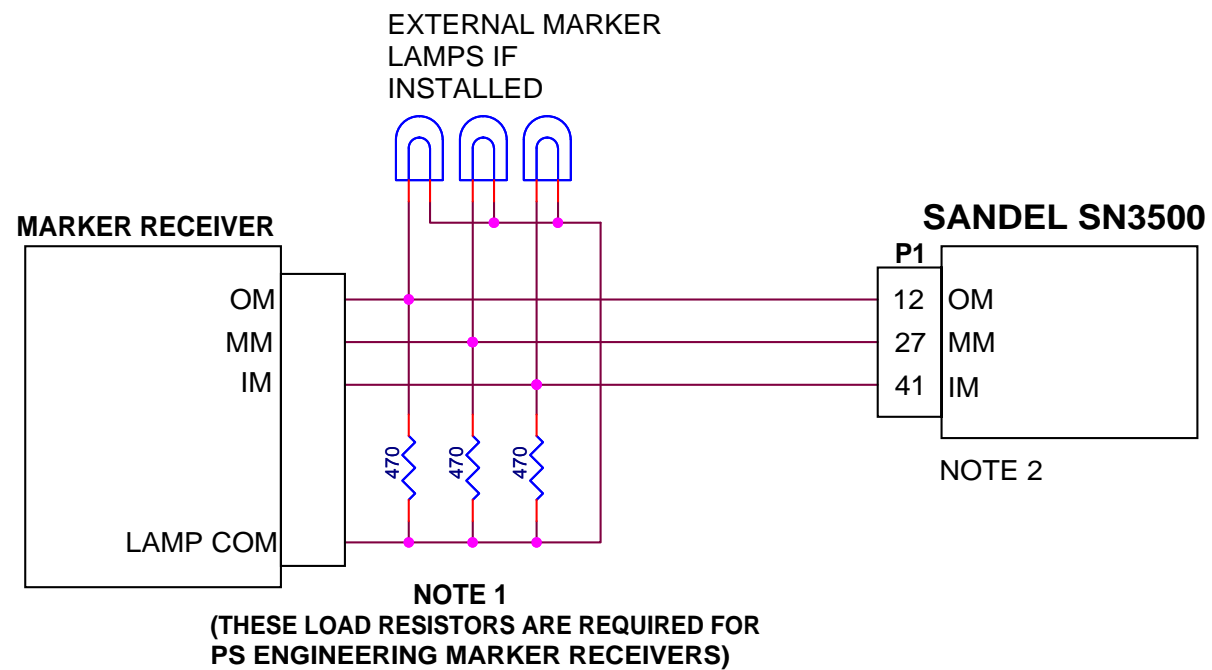 EXTERNAL MARKER
LAMPS IF
INSTALLED
MARKER RECEIVER
SANDEL SN3500
P1
OM
12
OM
MM
27
MM
IM
41
IM
470
470
470
NOTE 2
LAMP COM
NOTE 1
(THESE LOAD RESISTORS ARE REQUIRED FOR
PS ENGINEERING MARKER RECEIVERS)